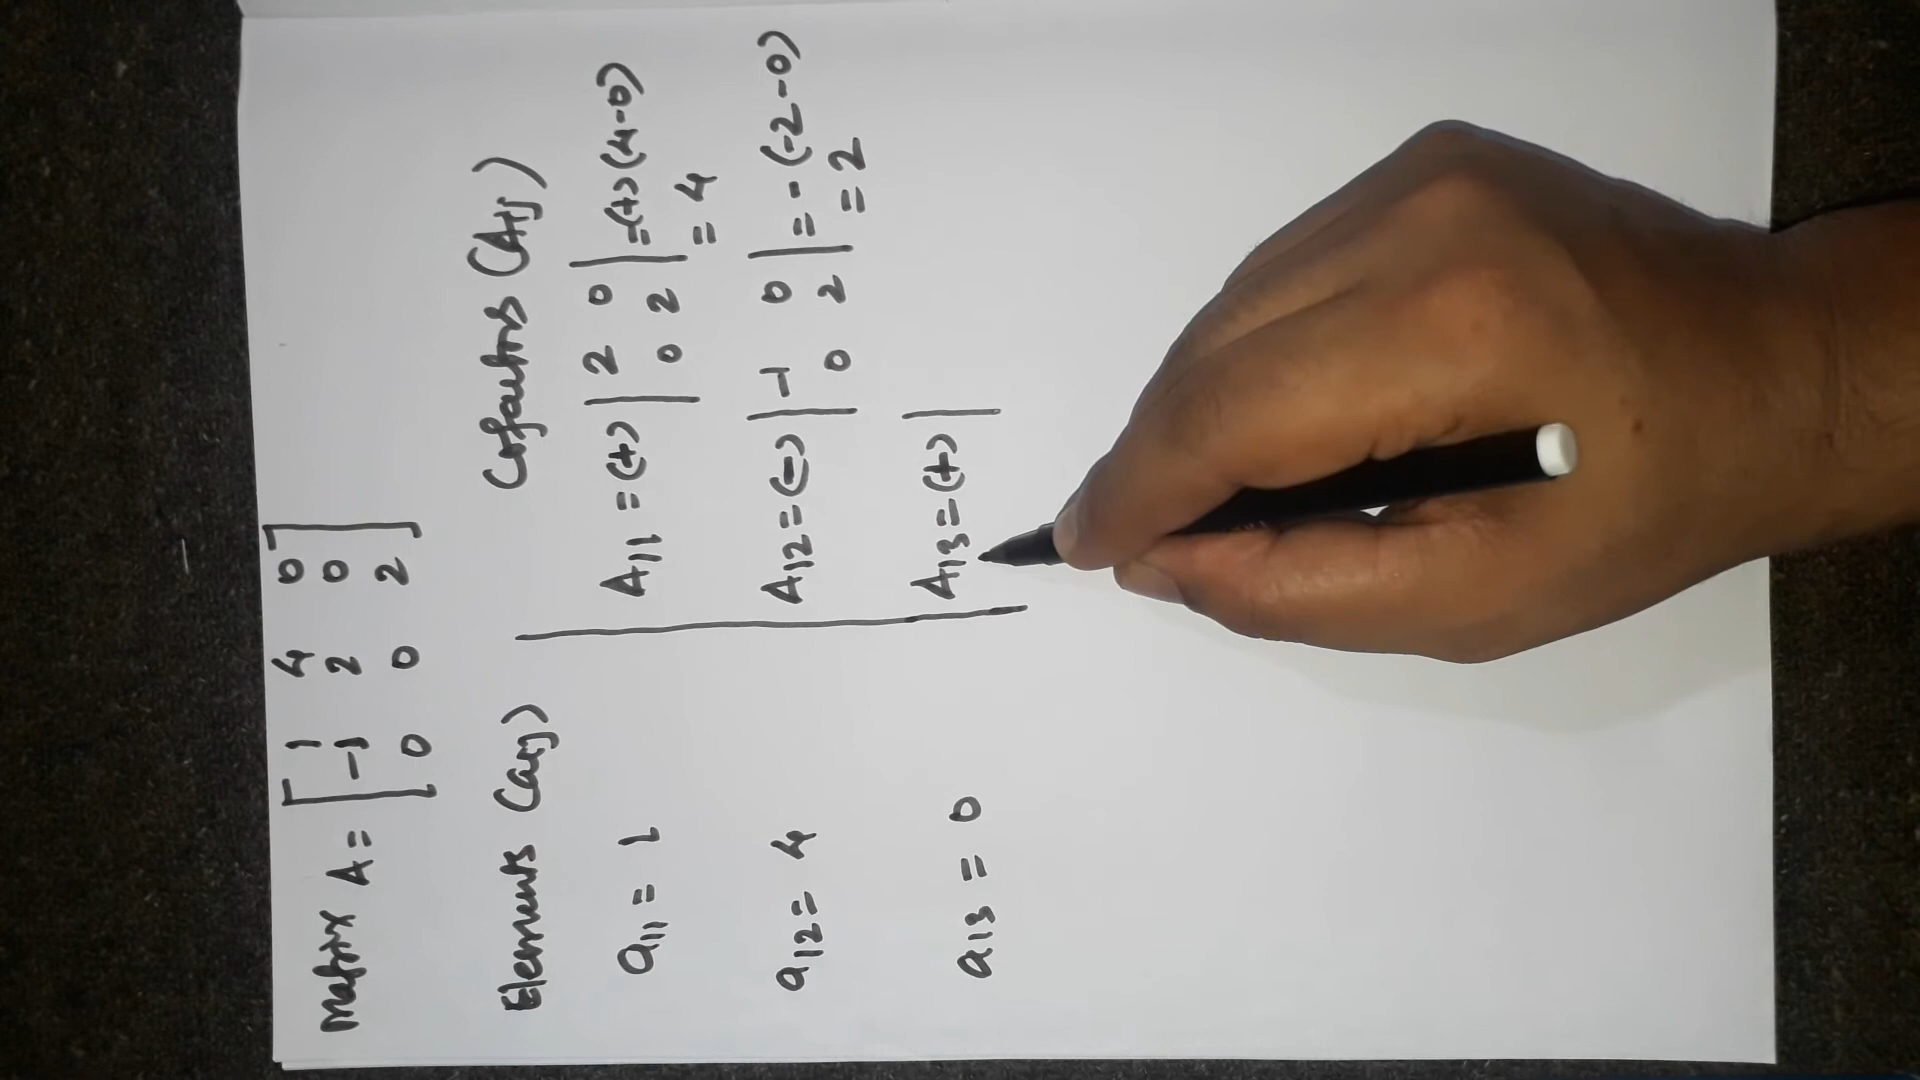 Matrix A = [ 1 4 0
-1 2 0
0 0 2 ]
Elements (aij) Cofactors (Aij)
a11 = 1 A11 = (+) | 2 0 | = (+) (4-0)
| 0 2 | = 4
a12 = 4 A12 = (-) | -1 0 | = - (-2-0)
| 0 2 | = 2
a13 = 0 A13 = (+) |